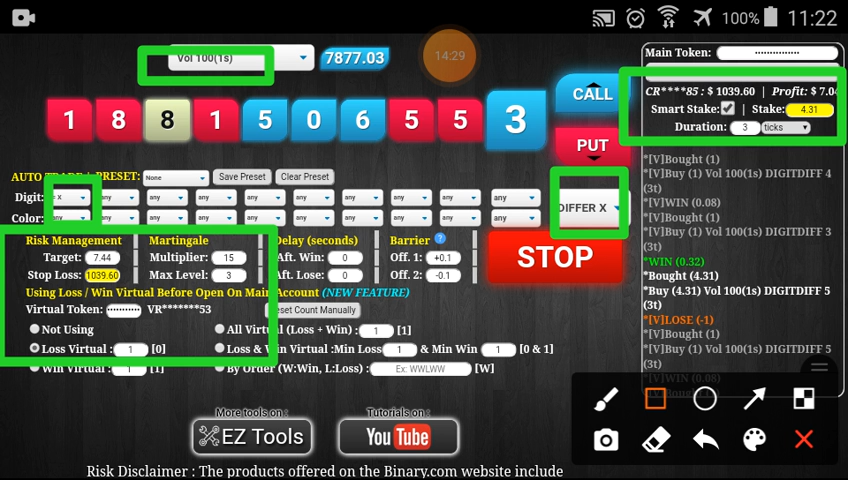 100% 11:22
Vol 100(1s) 7877.03 14:29
1 8 8 1 5 0 6 5 5 3
CALL
PUT
Main Token: ···············
CR****85 : $ 1039.60 | Profit: $ 7.04
Smart Stake: | Stake: 4.31
Duration: 3 ticks
AUTO TRADE | PRESET: None Save Preset Clear Preset
Digit: = X any any any any any any any any any
Color: any any any any any any any any any any
DIFFER X
Risk Management Martingale Delay (seconds) Barrier ?
Target: 7.44 Multiplier: 15 Aft. Win: 0 Off. 1: +0.1
Stop Loss: 1039.60 Max Level: 3 Aft. Lose: 0 Off. 2: -0.1
STOP
Using Loss / Win Virtual Before Open On Main Account (NEW FEATURE)
Virtual Token: ··········· VR*******53 Reset Count Manually
Not Using All Virtual (Loss + Win) : 1 [1]
Loss Virtual : 1 [0] Loss & Win Virtual :Min Loss 1 & Min Win 1 [0 & 1]
Win Virtual : 1 [1] By Order (W:Win, L:Loss) : Ex: WWLWW [W]
*[V]Bought (1)
*[V]Buy (1) Vol 100(1s) DIGITDIFF 4
(3t)
*[V]WIN (0.08)
*[V]Bought (1)
*[V]Buy (1) Vol 100(1s) DIGITDIFF 3
(3t)
*WIN (0.32)
*Bought (4.31)
*Buy (4.31) Vol 100(1s) DIGITDIFF 5
(3t)
*[V]LOSE (-1)
*[V]Bought (1)
*[V]Buy (1) Vol 100(1s) DIGITDIFF 5
(3t)
*[V]WIN (0.08)
More tools on : Tutorials on :
EZ Tools YouTube
Risk Disclaimer : The products offered on the Binary.com website include